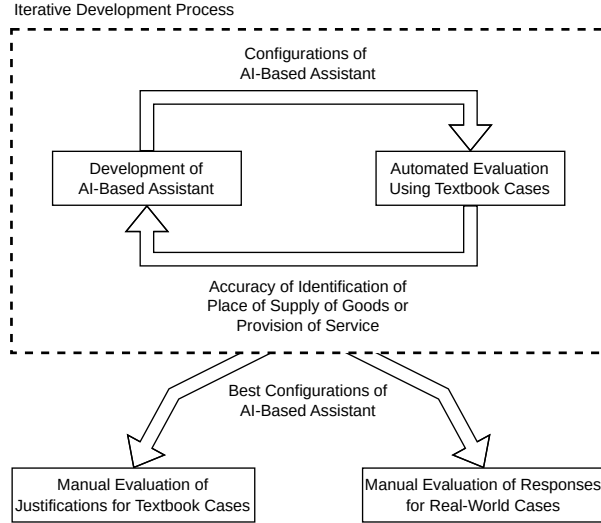 Iterative Development Process
Configurations of
AI-Based Assistant
Development of
AI-Based Assistant
Automated Evaluation
Using Textbook Cases
Accuracy of Identification of
Place of Supply of Goods or
Provision of Service
Best Configurations of
AI-Based Assistant
Manual Evaluation of
Justifications for Textbook Cases
Manual Evaluation of Responses
for Real-World Cases